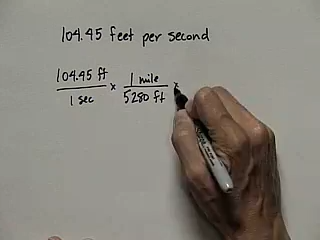 104.45 feet per second
104.45 ft / 1 sec × 1 mile / 5280 ft ×